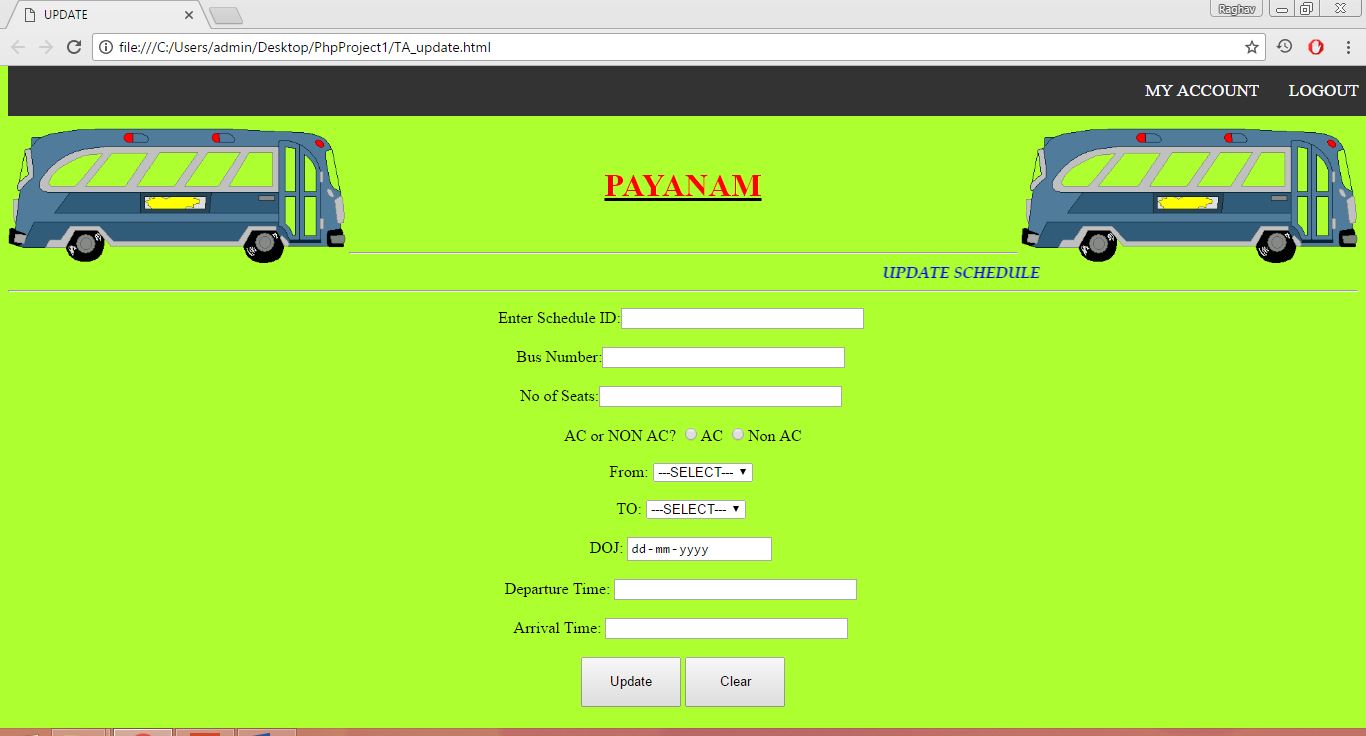 UPDATE
Raghav
file:///C:/Users/admin/Desktop/PhpProject1/TA_update.html
MY ACCOUNT LOGOUT
PAYANAM
UPDATE SCHEDULE
Enter Schedule ID:
Bus Number:
No of Seats:
AC or NON AC? AC Non AC
From: ---SELECT---
TO: ---SELECT---
DOJ: dd-mm-yyyy
Departure Time:
Arrival Time:
Update Clear